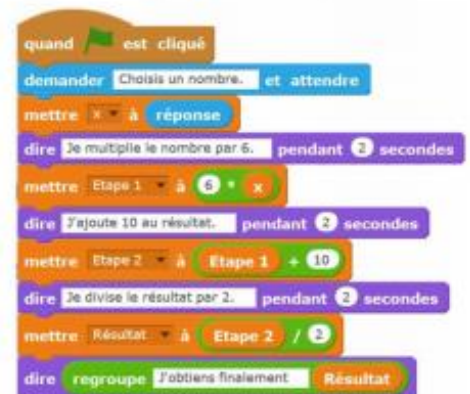 quand est cliqué
demander Choisis un nombre. et attendre
mettre x à réponse
dire Je multiplie le nombre par 6. pendant 2 secondes
mettre Etape 1 à 6 * x
dire J'ajoute 10 au résultat. pendant 2 secondes
mettre Etape 2 à Etape 1 + 10
dire Je divise le résultat par 2. pendant 2 secondes
mettre Résultat à Etape 2 / 2
dire regroupe J'obtiens finalement Résultat